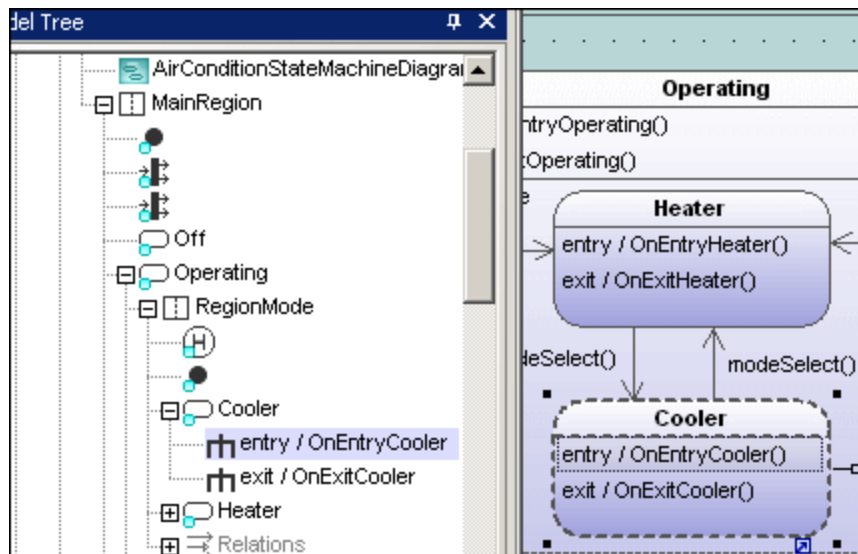 del Tree
AirConditionStateMachineDiagra
MainRegion
Off
Operating
RegionMode
H
Cooler
entry / OnEntryCooler
exit / OnExitCooler
Heater
Relations
Operating
ntryOperating()
tOperating()
e
Heater
entry / OnEntryHeater()
exit / OnExitHeater()
deSelect()
modeSelect()
Cooler
entry / OnEntryCooler()
exit / OnExitCooler()